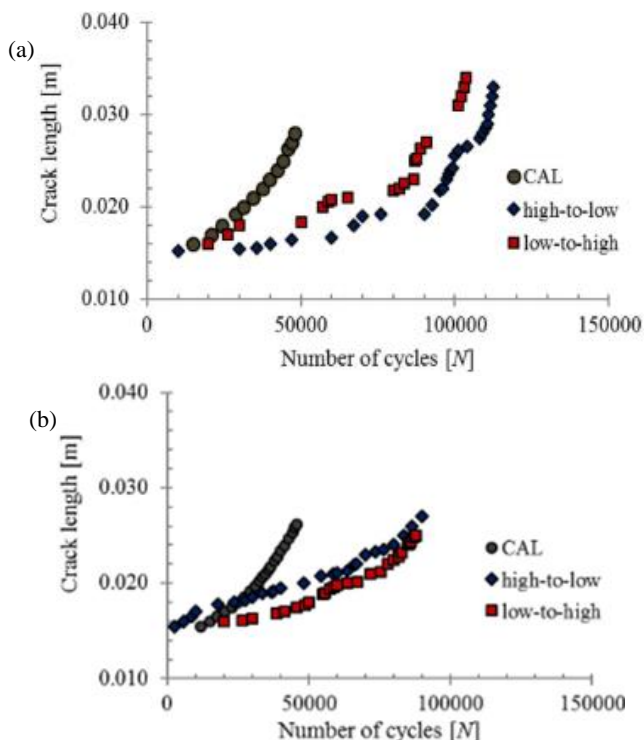 (a)
0.040
0.030
0.020
0.010
Crack length [m]
CAL
high-to-low
low-to-high
0
50000
100000
150000
Number of cycles [N]
(b)
0.040
0.030
0.020
0.010
Crack length [m]
CAL
high-to-low
low-to-high
0
50000
100000
150000
Number of cycles [N]